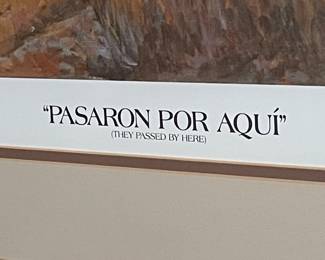 "PASARON POR AQUÍ"
(THEY PASSED BY HERE)